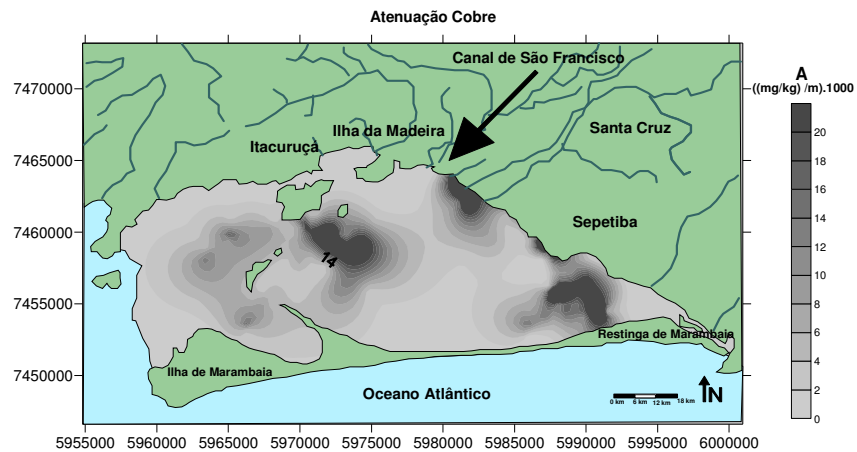 Atenuação Cobre
Canal de São Francisco
A
((mg/kg) /m).1000
7470000
7465000
7460000
7455000
7450000
Ilha da Madeira
Santa Cruz
Itacuruçá
Sepetiba
14
Restinga de Marambaia
Ilha de Marambaia
Oceano Atlântico
0 km 6 km 12 km 18 km
N
20
18
16
14
12
10
8
6
4
2
0
5955000 5960000 5965000 5970000 5975000 5980000 5985000 5990000 5995000 6000000